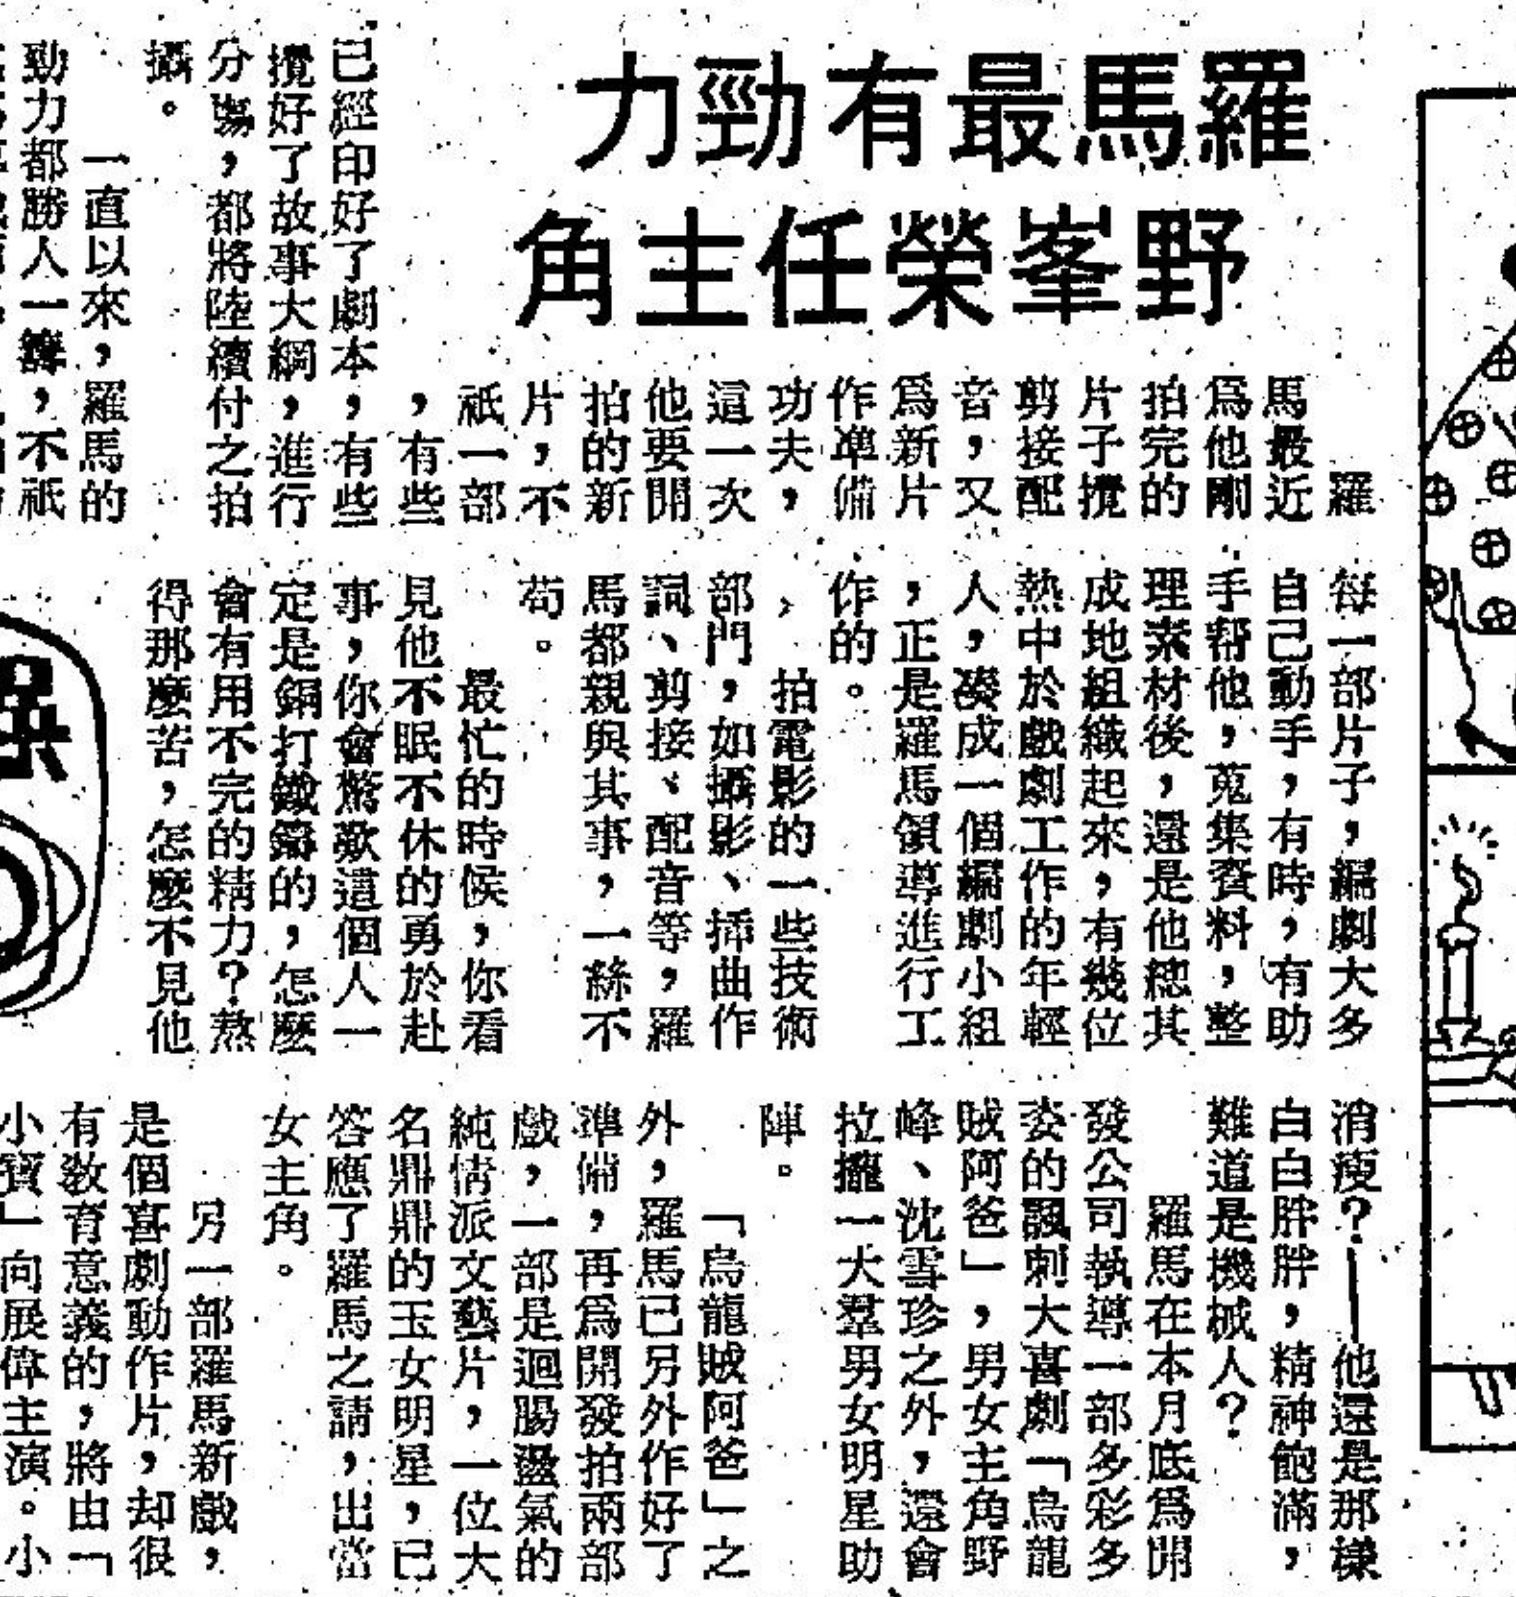 羅馬最有勁力
野峯榮任主角
羅
馬最近
爲他剛
拍完的
片子攪
剪接配
音，又
爲新片
作準備
功夫，
這一次
他要開
拍的新
片，不
祇一部
，有些
已經印好了劇本，有些
攪好了故事大綱，進行
分塲，都將陸續付之拍
攝。
一直以來，羅馬的
勁力都勝人一籌，不祇
每一部片子，編劇大多
自己動手，有時，有助
手幇他，蒐集資料，整
理素材後，還是他總其
成地組織起來，有幾位
熱中於戲劇工作的年輕
人，湊成一個編劇小組
，正是羅馬領導進行工
作的。
拍電影的一些技術
部門，如攝影、揷曲作
詞、剪接、配音等，羅
馬都親與其事，一絲不
苟。
最忙的時候，你看
見他不眠不休的勇於赴
事，你會驚歎這個人一
定是銅打鐵鑄的，怎麽
會有用不完的精力？熬
得那麽苦，怎麽不見他
消瘦？——他還是那樣
白白胖胖，精神飽滿，
難道是機械人？
羅馬在本月底爲開
發公司執導一部多彩多
姿的諷刺大喜劇「烏龍
賊阿爸」，男女主角野
峰、沈雪珍之外，還會
拉攏一大羣男女明星助
陣。
「烏龍賊阿爸」之
外，羅馬已另外作好了
準備，再爲開發拍兩部
戲，一部是迴腸盪氣的
純情派文藝片，一位大
名鼎鼎的玉女明星，已
答應了羅馬之請，出當
女主角。
另一部羅馬新戲，
是個喜劇動作片，却很
有敎育意義的，將由「
小寶」向展偉主演。小